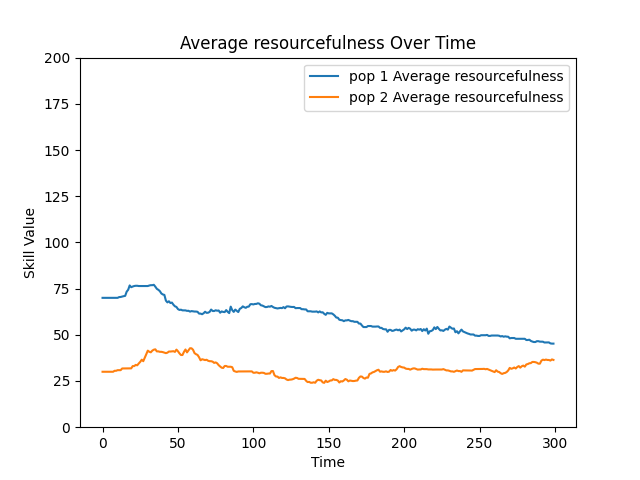 Average resourcefulness Over Time
pop 1 Average resourcefulness
pop 2 Average resourcefulness
200
175
150
125
100
75
50
25
0
Skill Value
0 50 100 150 200 250 300
Time